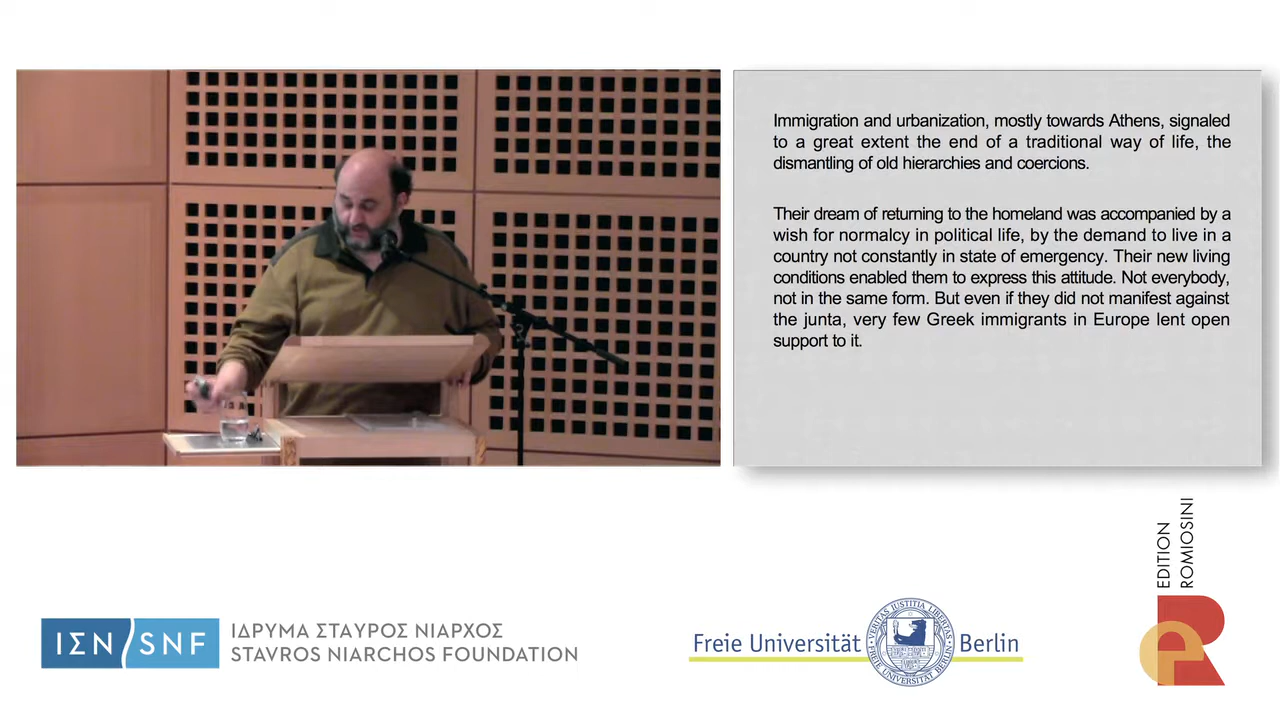 Immigration and urbanization, mostly towards Athens, signaled
to a great extent the end of a traditional way of life, the
dismantling of old hierarchies and coercions.
Their dream of returning to the homeland was accompanied by a
wish for normalcy in political life, by the demand to live in a
country not constantly in state of emergency. Their new living
conditions enabled them to express this attitude. Not everybody,
not in the same form. But even if they did not manifest against
the junta, very few Greek immigrants in Europe lent open
support to it.
EDITION
ROMIOSINI
ΙΣΝ/SNF
ΙΔΡΥΜΑ ΣΤΑΥΡΟΣ ΝΙΑΡΧΟΣ
STAVROS NIARCHOS FOUNDATION
Freie Universität Berlin
VERITAS JUSTITIA LIBERTAS
FREIE UNIVERSITÄT BERLIN
eR